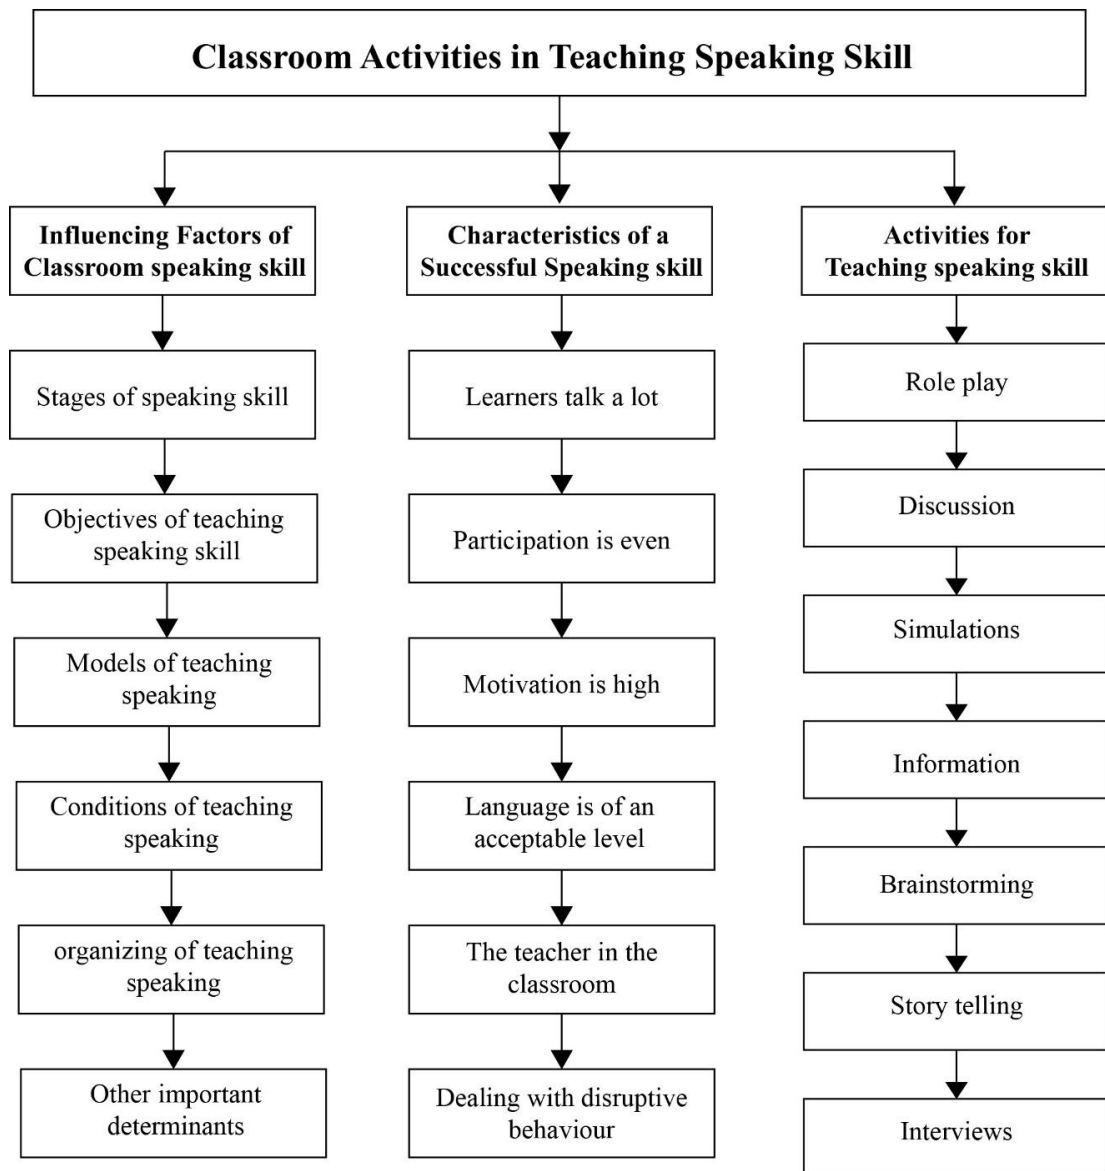 Classroom Activities in Teaching Speaking Skill
Influencing Factors of
Classroom speaking skill
Stages of speaking skill
Objectives of teaching
speaking skill
Models of teaching
speaking
Conditions of teaching
speaking
organizing of teaching
speaking
Other important
determinants
Characteristics of a
Successful Speaking skill
Learners talk a lot
Participation is even
Motivation is high
Language is of an
acceptable level
The teacher in the
classroom
Dealing with disruptive
behaviour
Activities for
Teaching speaking skill
Role play
Discussion
Simulations
Information
Brainstorming
Story telling
Interviews